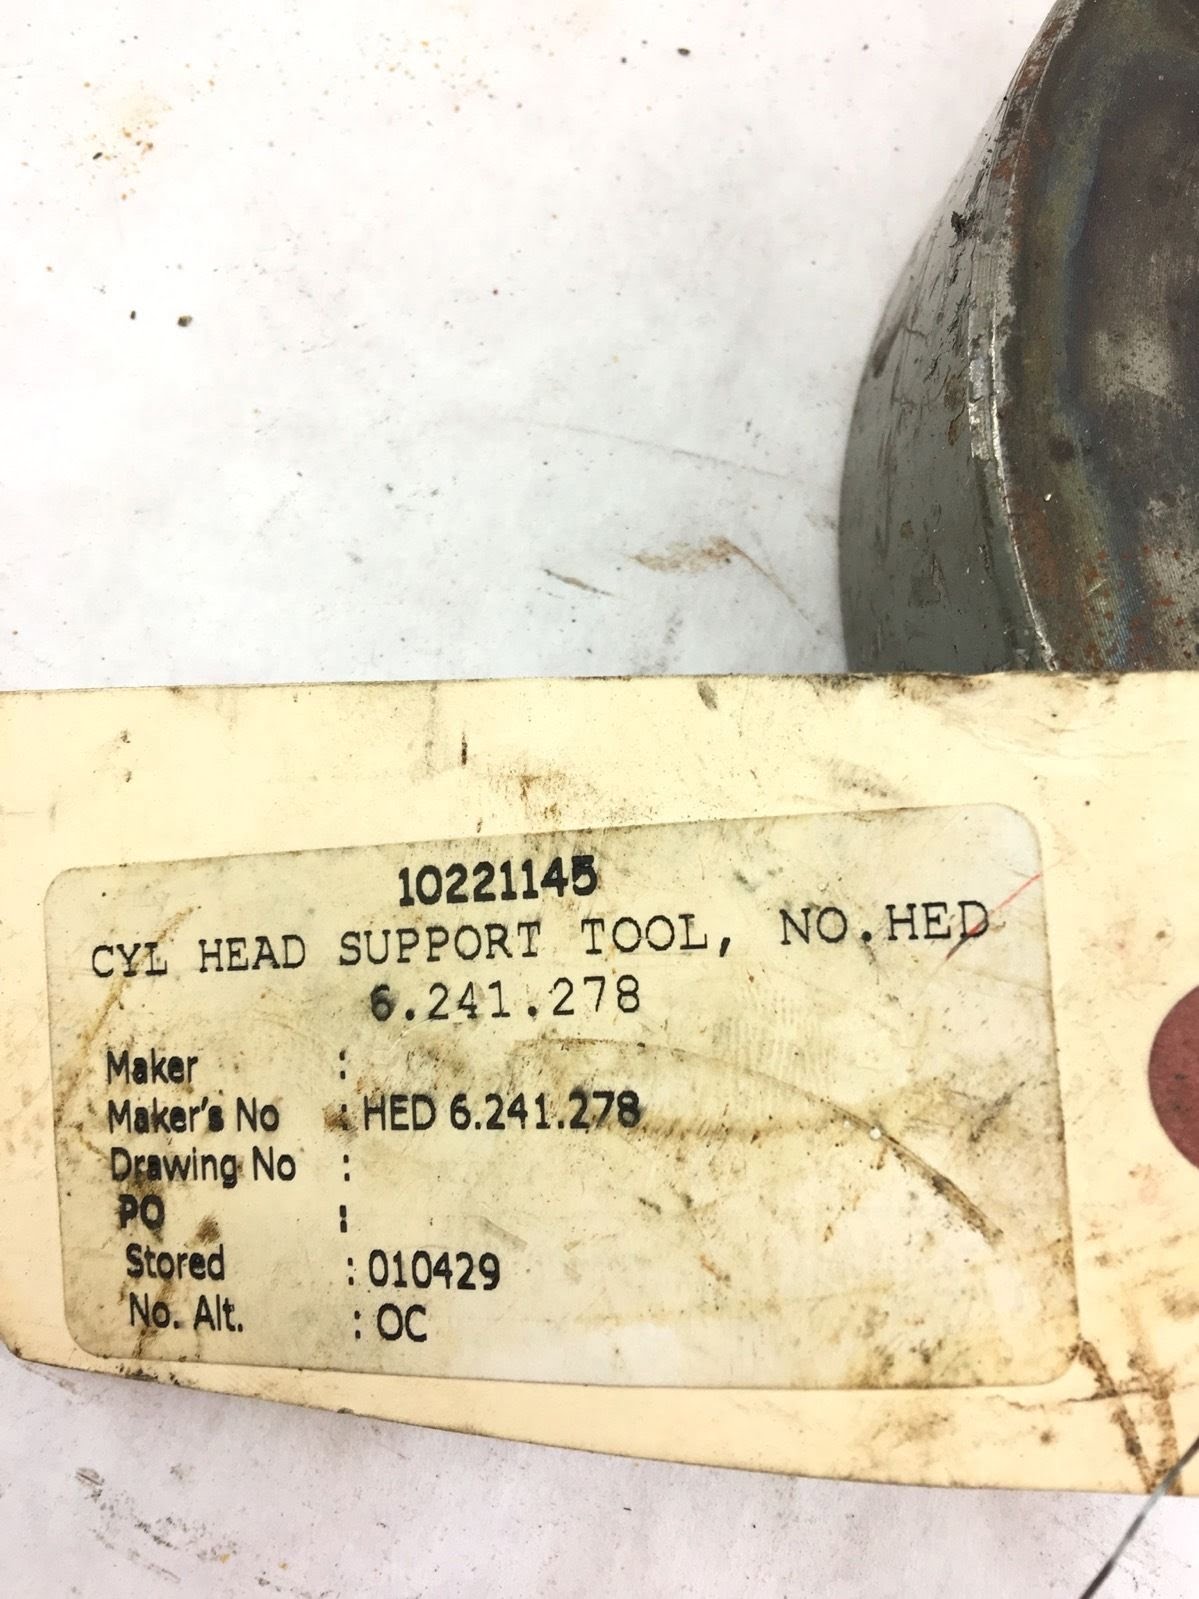 10221145
CYL HEAD SUPPORT TOOL, NO.HED
6.241.278
Maker :
Maker's No : HED 6.241.278
Drawing No :
PO :
Stored : 010429
No. Alt. : OC